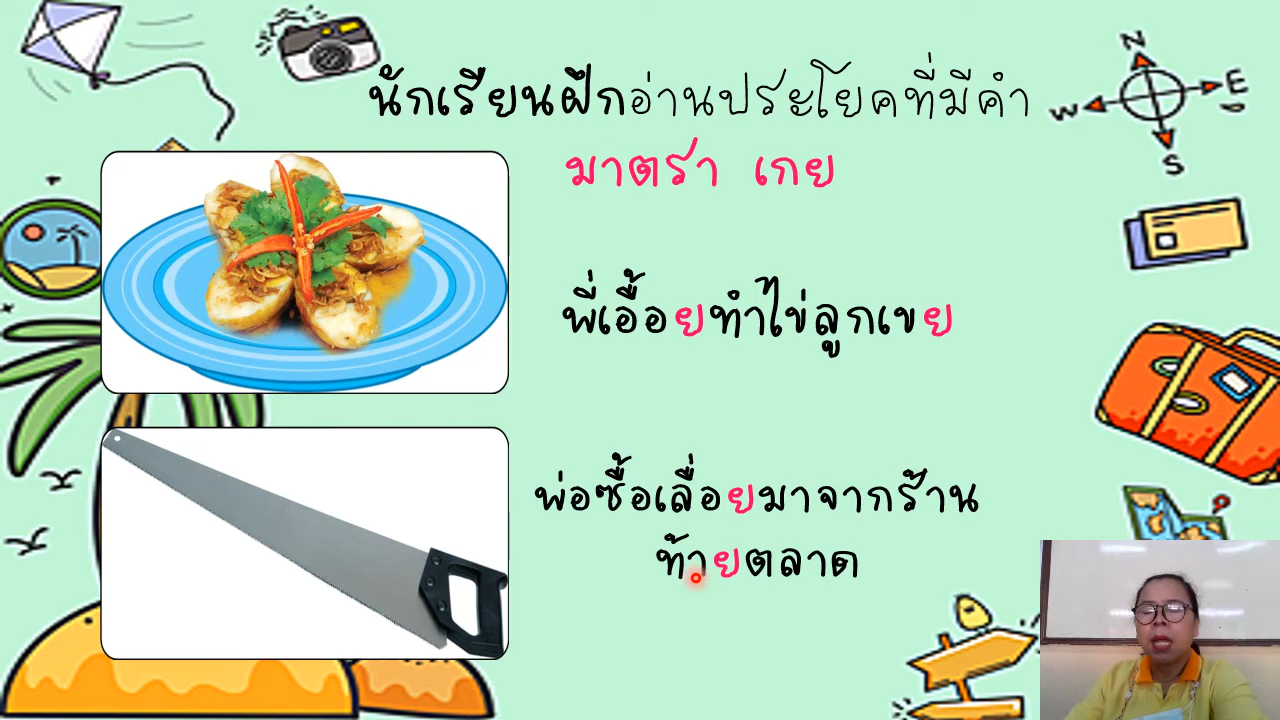 นักเรียนฝึกอ่านประโยคที่มีคำ
มาตรา เกย
พี่เอื้อยทำไข่ลูกเขย
พ่อซื้อเลื่อยมาจากร้าน
ท้ายตลาด
N
E
W
S